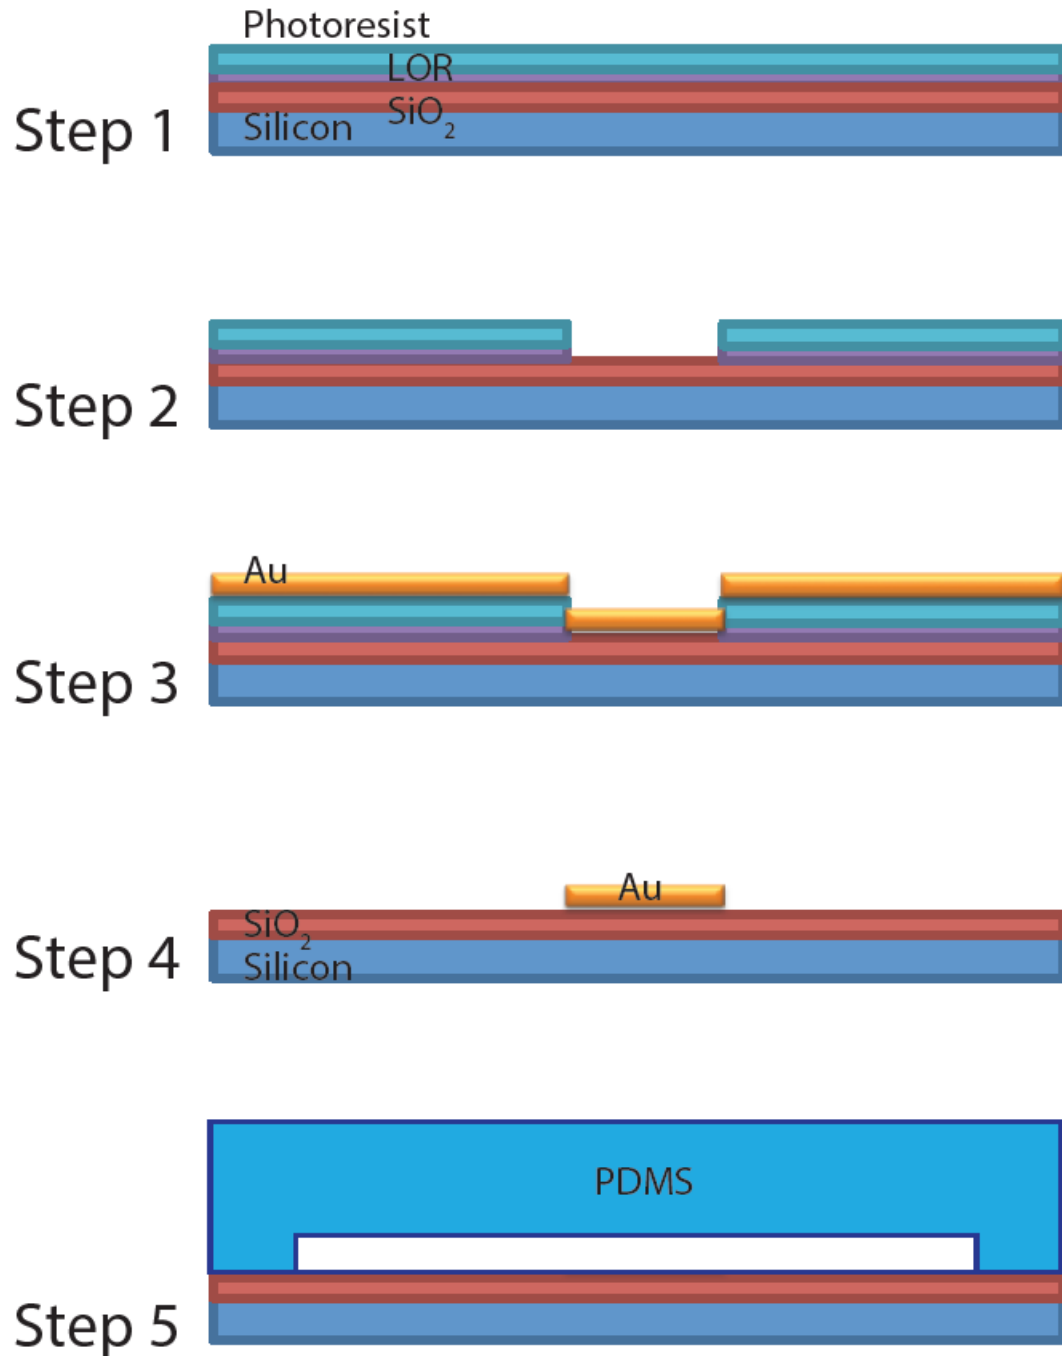 Photoresist
LOR
SiO₂
Silicon
Step 1
Step 2
Au
Step 3
Au
SiO₂
Silicon
Step 4
PDMS
Step 5